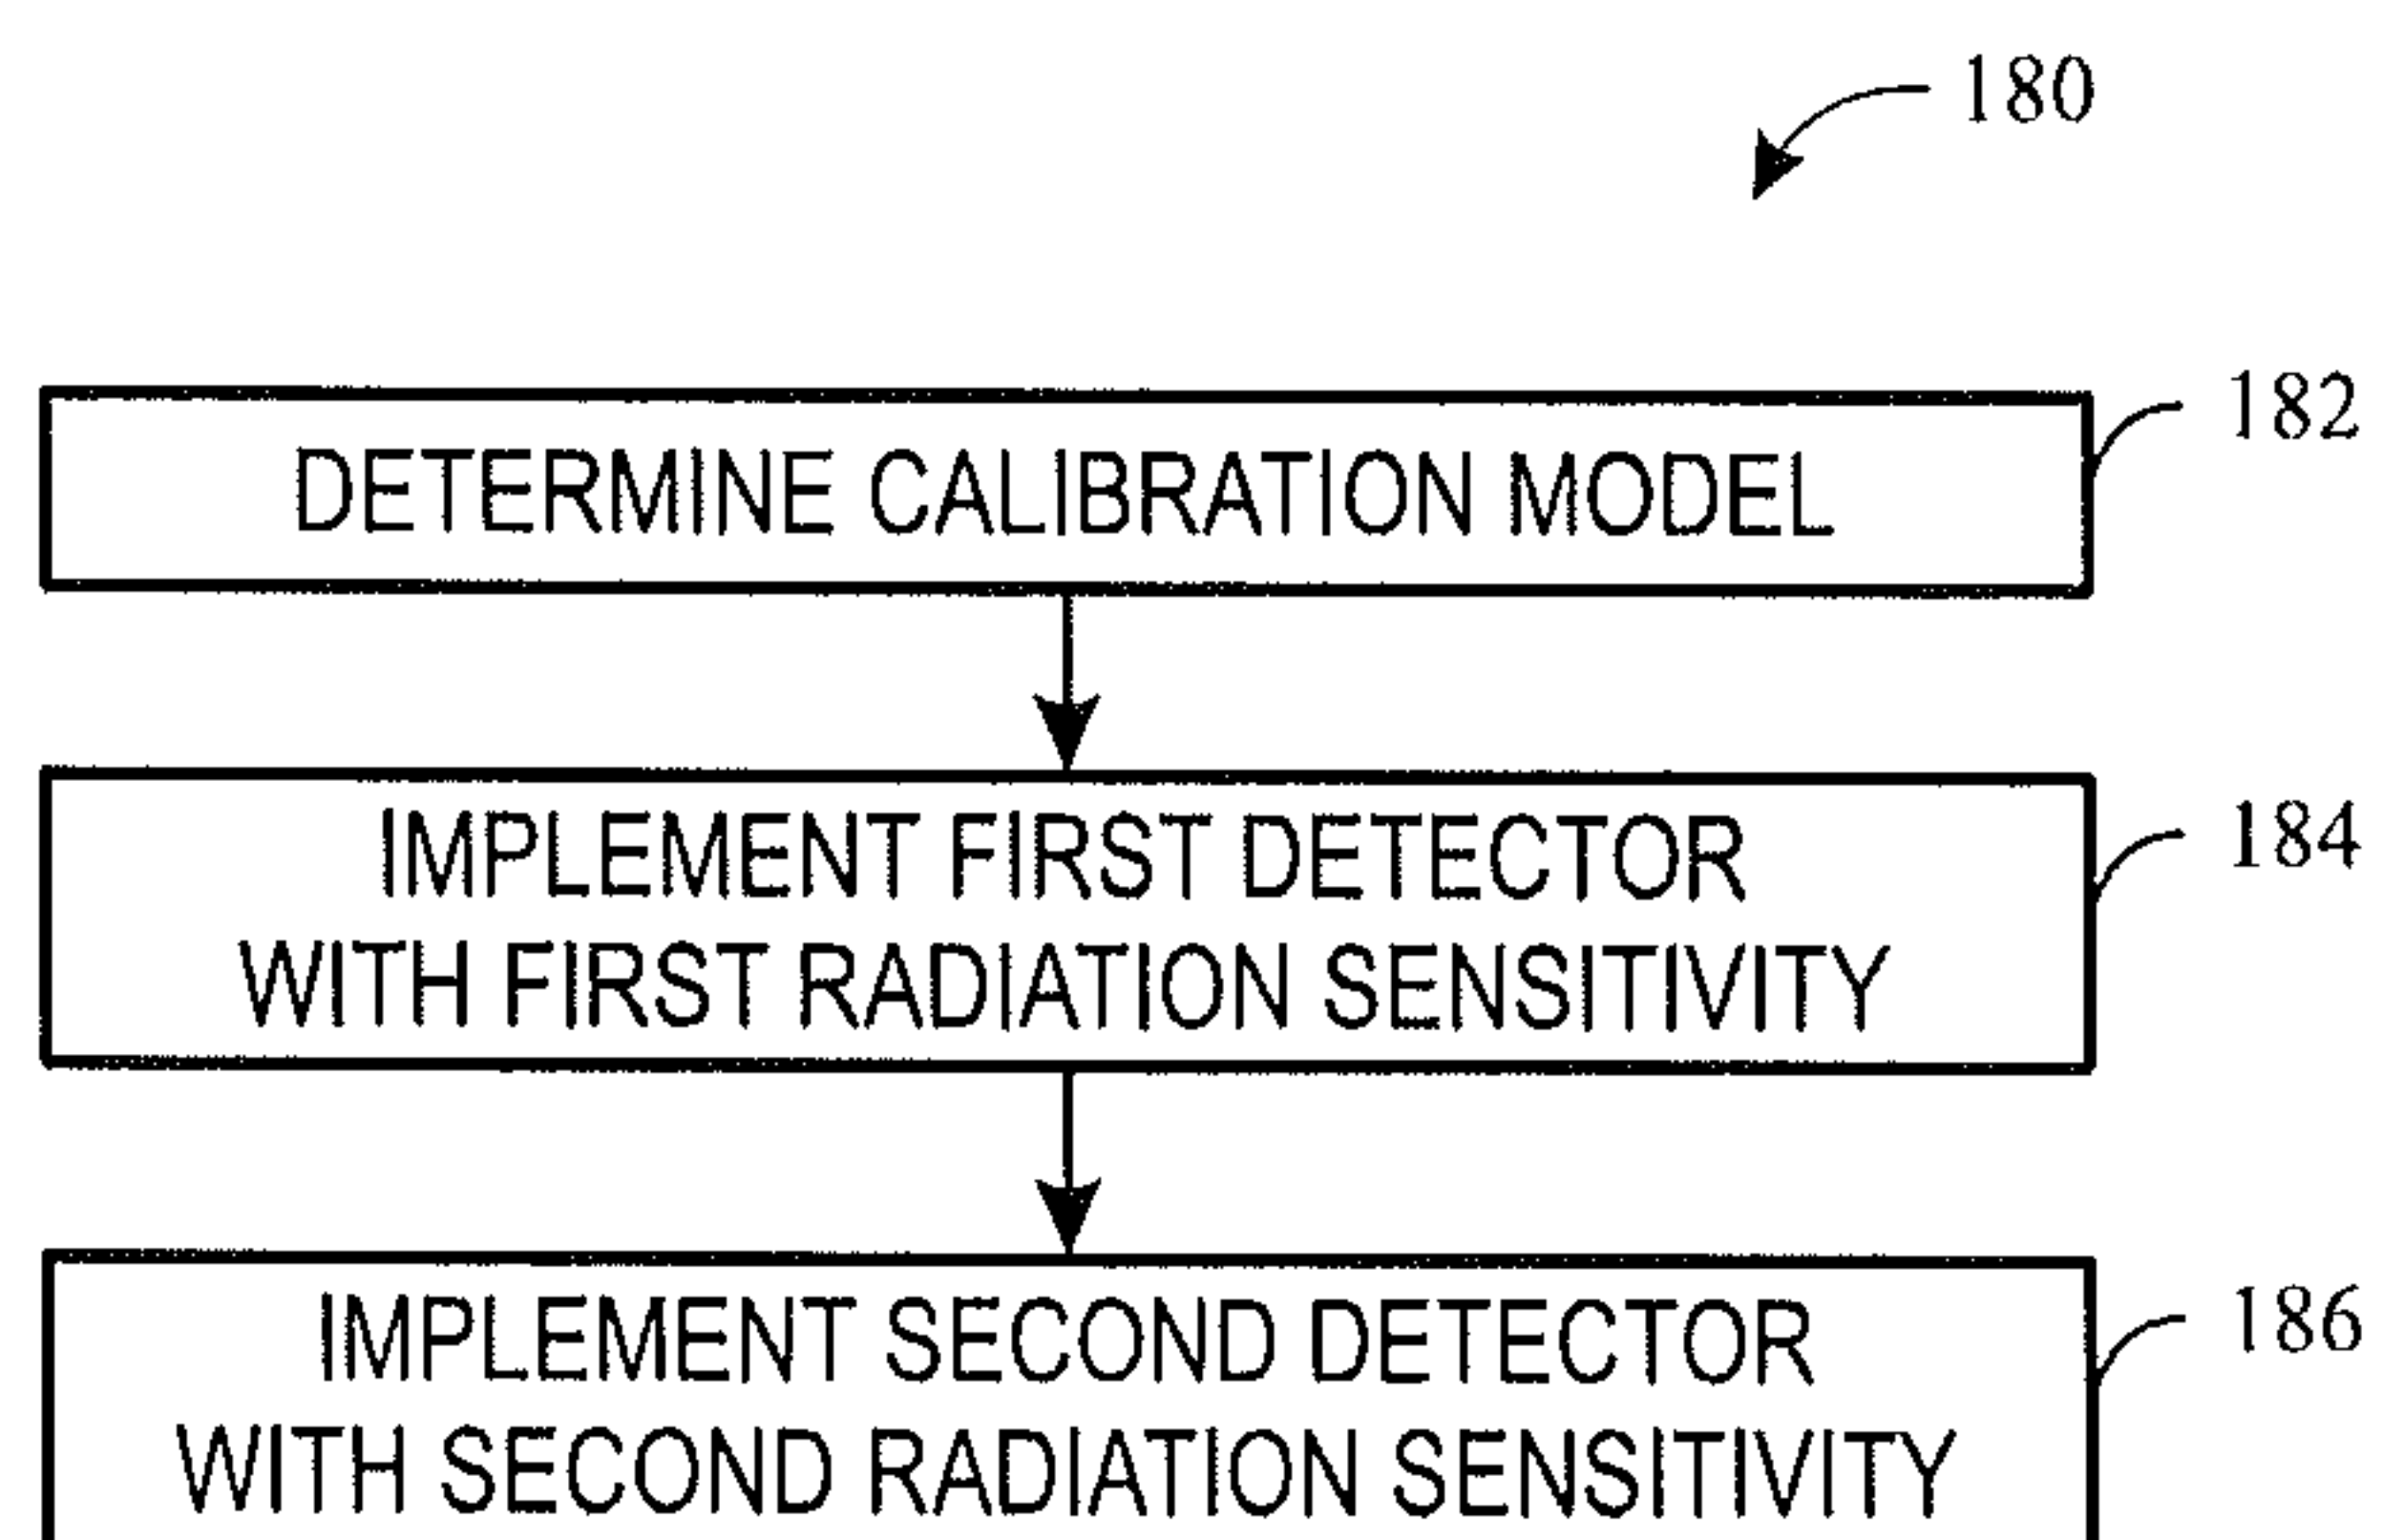 180
182
DETERMINE CALIBRATION MODEL
184
IMPLEMENT FIRST DETECTOR
WITH FIRST RADIATION SENSITIVITY
186
IMPLEMENT SECOND DETECTOR
WITH SECOND RADIATION SENSITIVITY